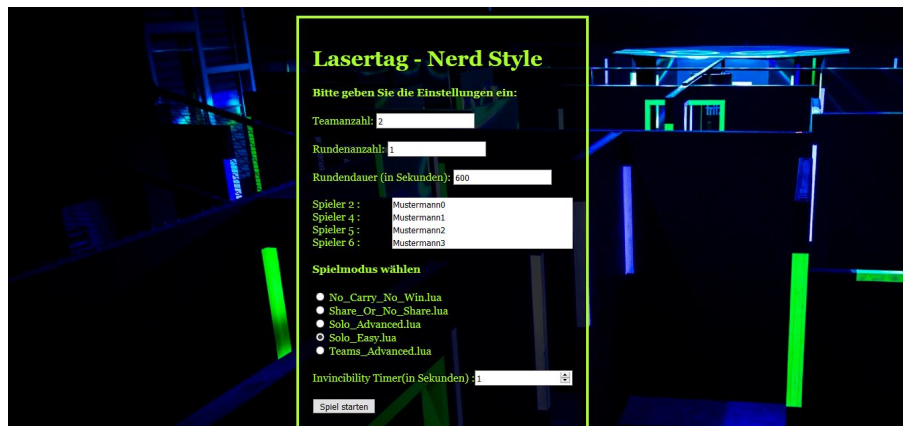 Lasertag - Nerd Style
Bitte geben Sie die Einstellungen ein:
Teamanzahl: 2
Rundenanzahl: 1
Rundendauer (in Sekunden): 600
Spieler 2 : Mustermann0
Spieler 4 : Mustermann1
Spieler 5 : Mustermann2
Spieler 6 : Mustermann3
Spielmodus wählen
No_Carry_No_Win.lua
Share_Or_No_Share.lua
Solo_Advanced.lua
Solo_Easy.lua
Teams_Advanced.lua
Invincibility Timer(in Sekunden) : 1
Spiel starten